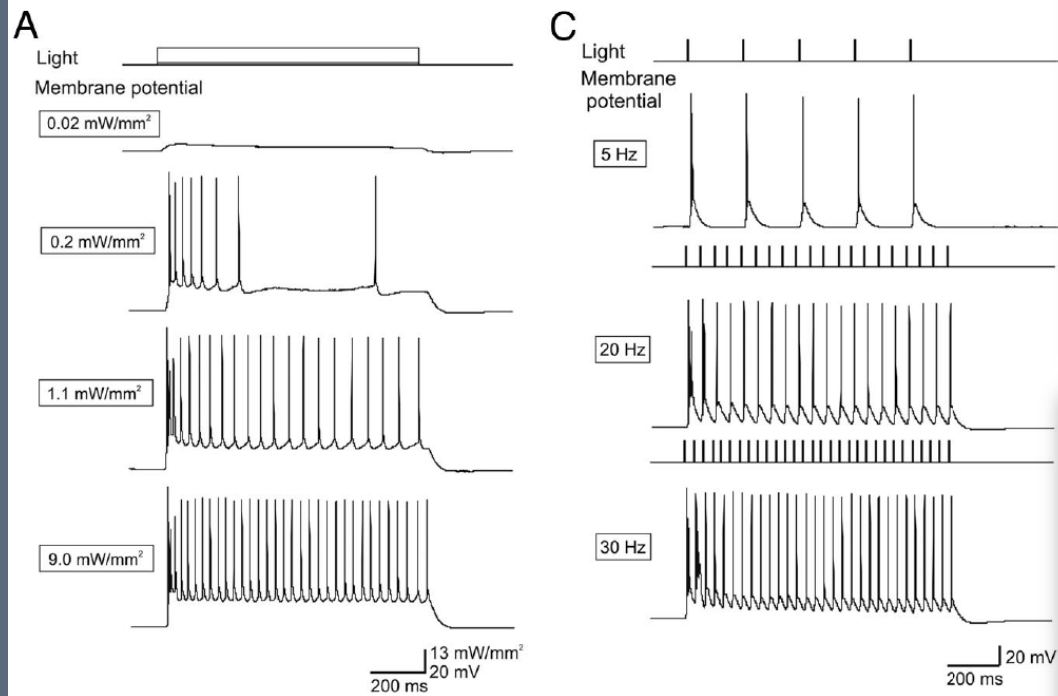 A
Light
Membrane potential
0.02 mW/mm²
0.2 mW/mm²
1.1 mW/mm²
9.0 mW/mm²
13 mW/mm²
20 mV
200 ms
C
Light
Membrane
potential
5 Hz
20 Hz
30 Hz
20 mV
200 ms